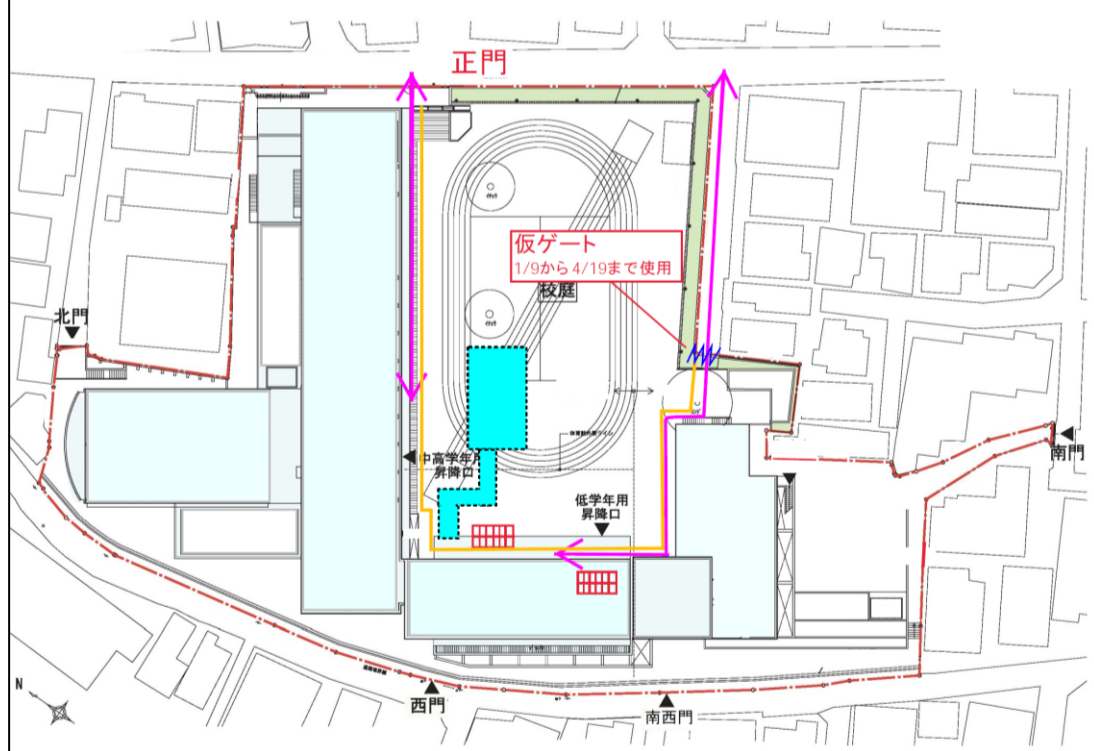 正門
仮ゲート
1/9から4/19まで使用
校庭
北門
中高学年用
昇降口
低学年用
昇降口
南門
西門
南西門
N